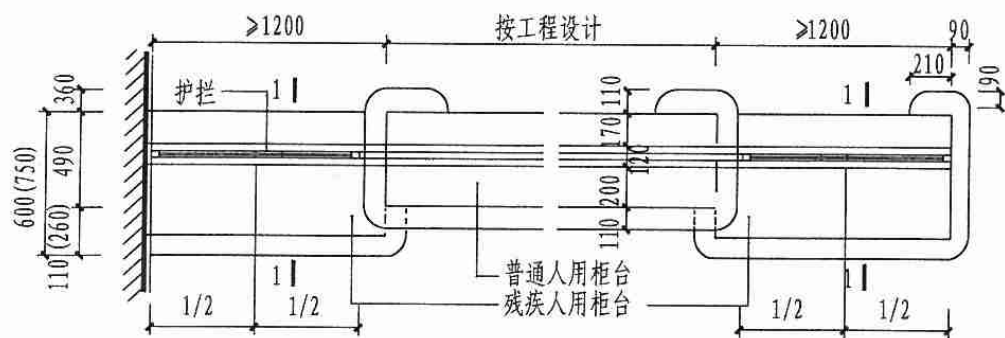 ≥1200 按工程设计 ≥1200 90
210
360 护拦 1 110 1 90
600(750) 490 170
120
200
110(260) 110
1 普通人用柜台 1
1/2 1/2 残疾人用柜台 1/2 1/2